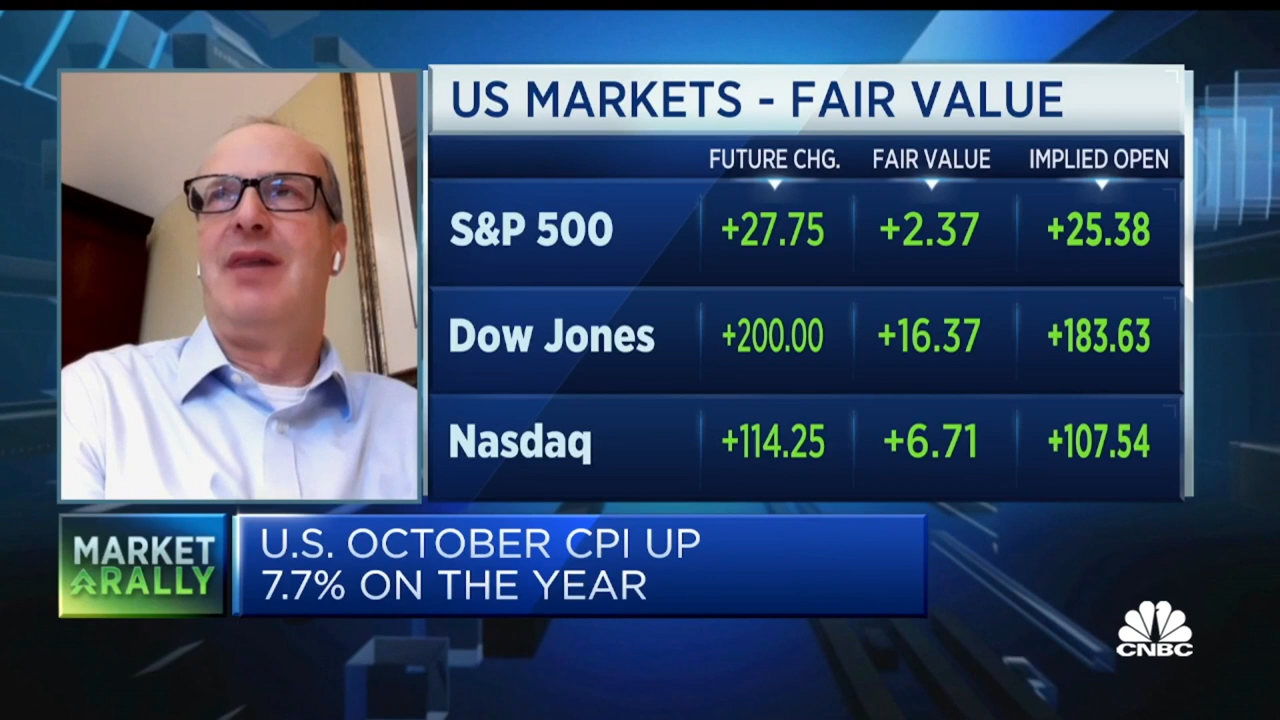 US MARKETS - FAIR VALUE
FUTURE CHG. FAIR VALUE IMPLIED OPEN
S&P 500 +27.75 +2.37 +25.38
Dow Jones +200.00 +16.37 +183.63
Nasdaq +114.25 +6.71 +107.54
MARKET
RALLY
U.S. OCTOBER CPI UP
7.7% ON THE YEAR
CNBC